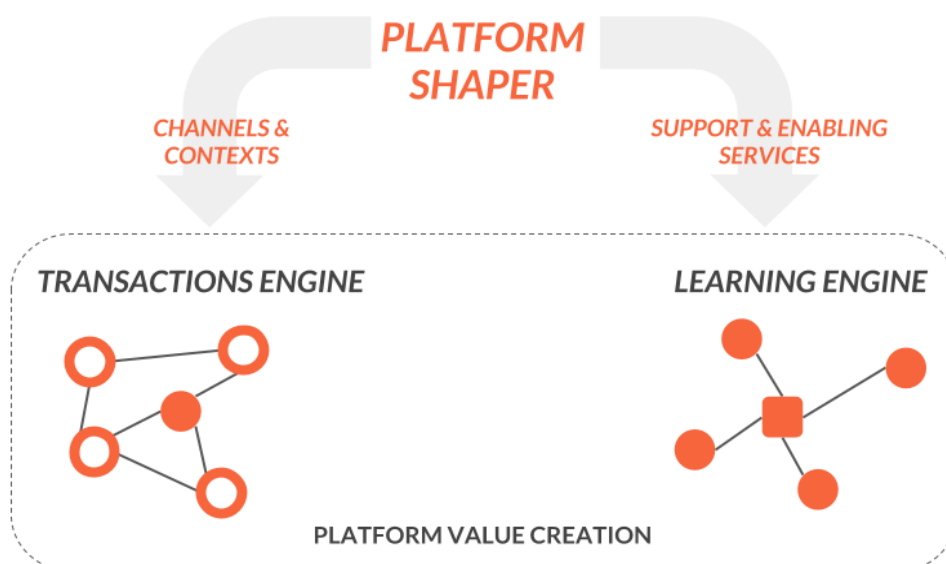 PLATFORM
SHAPER
CHANNELS &
CONTEXTS
SUPPORT & ENABLING
SERVICES
TRANSACTIONS ENGINE
LEARNING ENGINE
PLATFORM VALUE CREATION